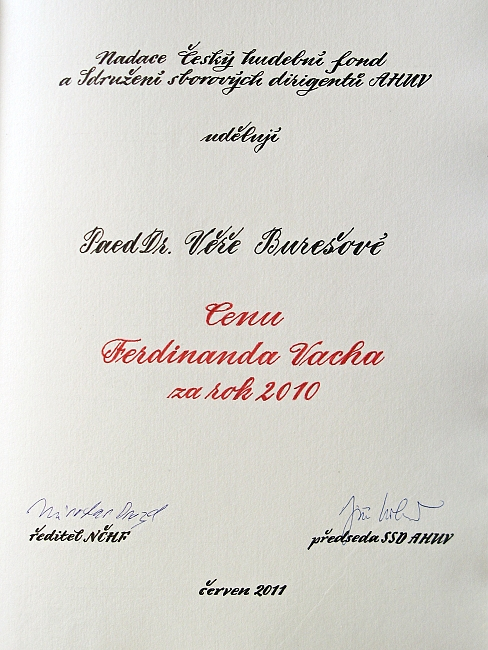 Nadace Český hudební fond
a Sdružení sborových dirigentů AHUV
udělují
PaedDr. Věře Burešové
Cenu
Ferdinanda Vacha
za rok 2010
ředitel NČHF
předseda SSD AHUV
červen 2011